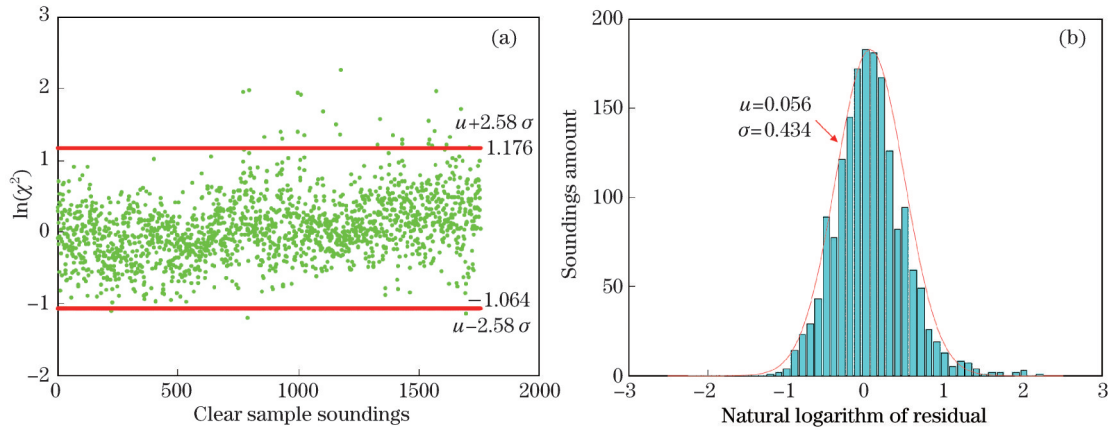 (a)
3
2
1
0
−1
−2
ln(χ²)
u+2.58 σ
1.176
−1.064
u−2.58 σ
0
500
1000
1500
2000
Clear sample soundings
(b)
200
150
100
50
0
Soundings amount
u=0.056
σ=0.434
−3
−2
−1
0
1
2
3
Natural logarithm of residual